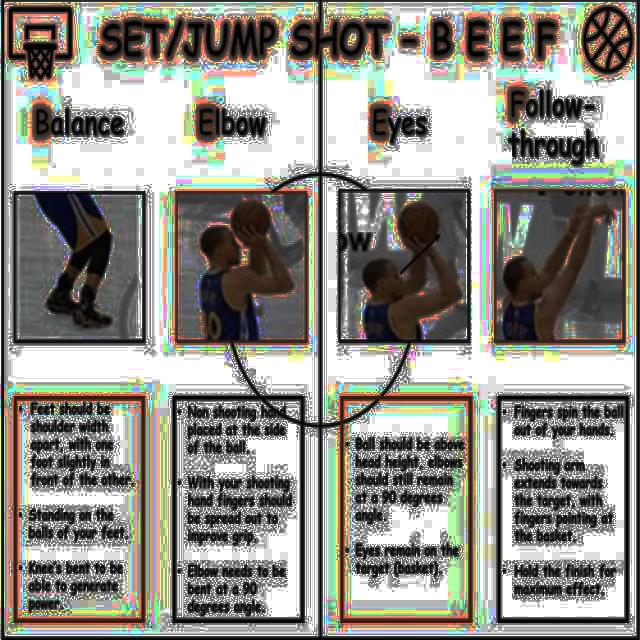 SET/JUMP SHOT - B E E F
Balance
Elbow
Eyes
Follow-
through
• Feet should be
shoulder width
apart, with one
foot slightly in
front of the other.
• Standing on the
balls of your feet.
• Knee's bent to be
able to generate
power.
• Non shooting hand
placed at the side
of the ball.
• With your shooting
hand fingers should
be spread out to
improve grip.
• Elbow needs to be
bent at a 90
degrees angle.
• Ball should be above
head height, elbows
should still remain
at a 90 degrees
angle.
• Eyes remain on the
target (basket).
• Fingers spin the ball
out of your hands.
• Shooting arm
extends towards
the target, with
fingers pointing at
the basket.
• Hold the finish for
maximum effect.